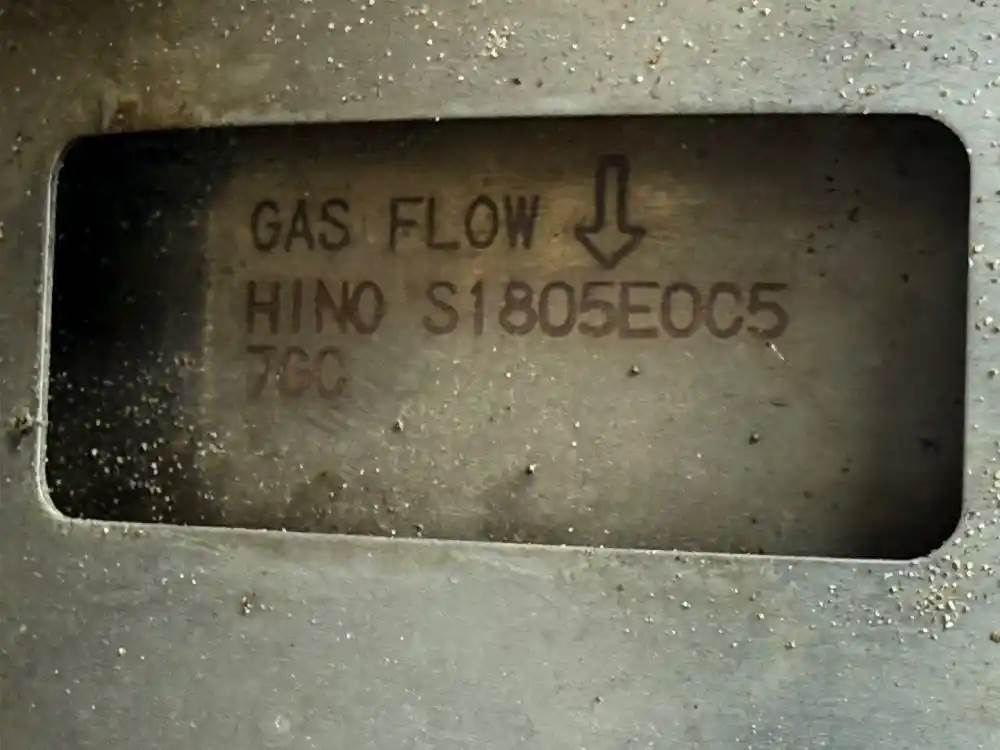 GAS FLOW ⇩
HINO S1805E0C5
7GC